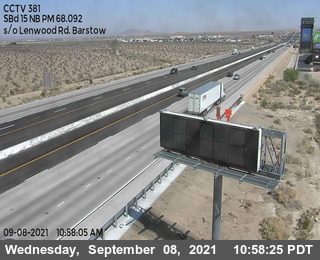 CCTV 381
SBd 15 NB PM 68.092
s/o Lenwood Rd. Barstow
09-08-2021 10:58:05 AM
Wednesday, September 08, 2021 10:58:25 PDT